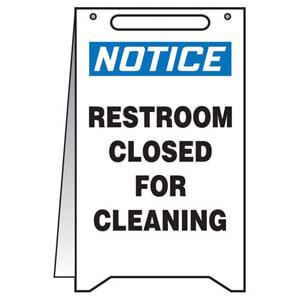 NOTICE
RESTROOM
CLOSED
FOR
CLEANING